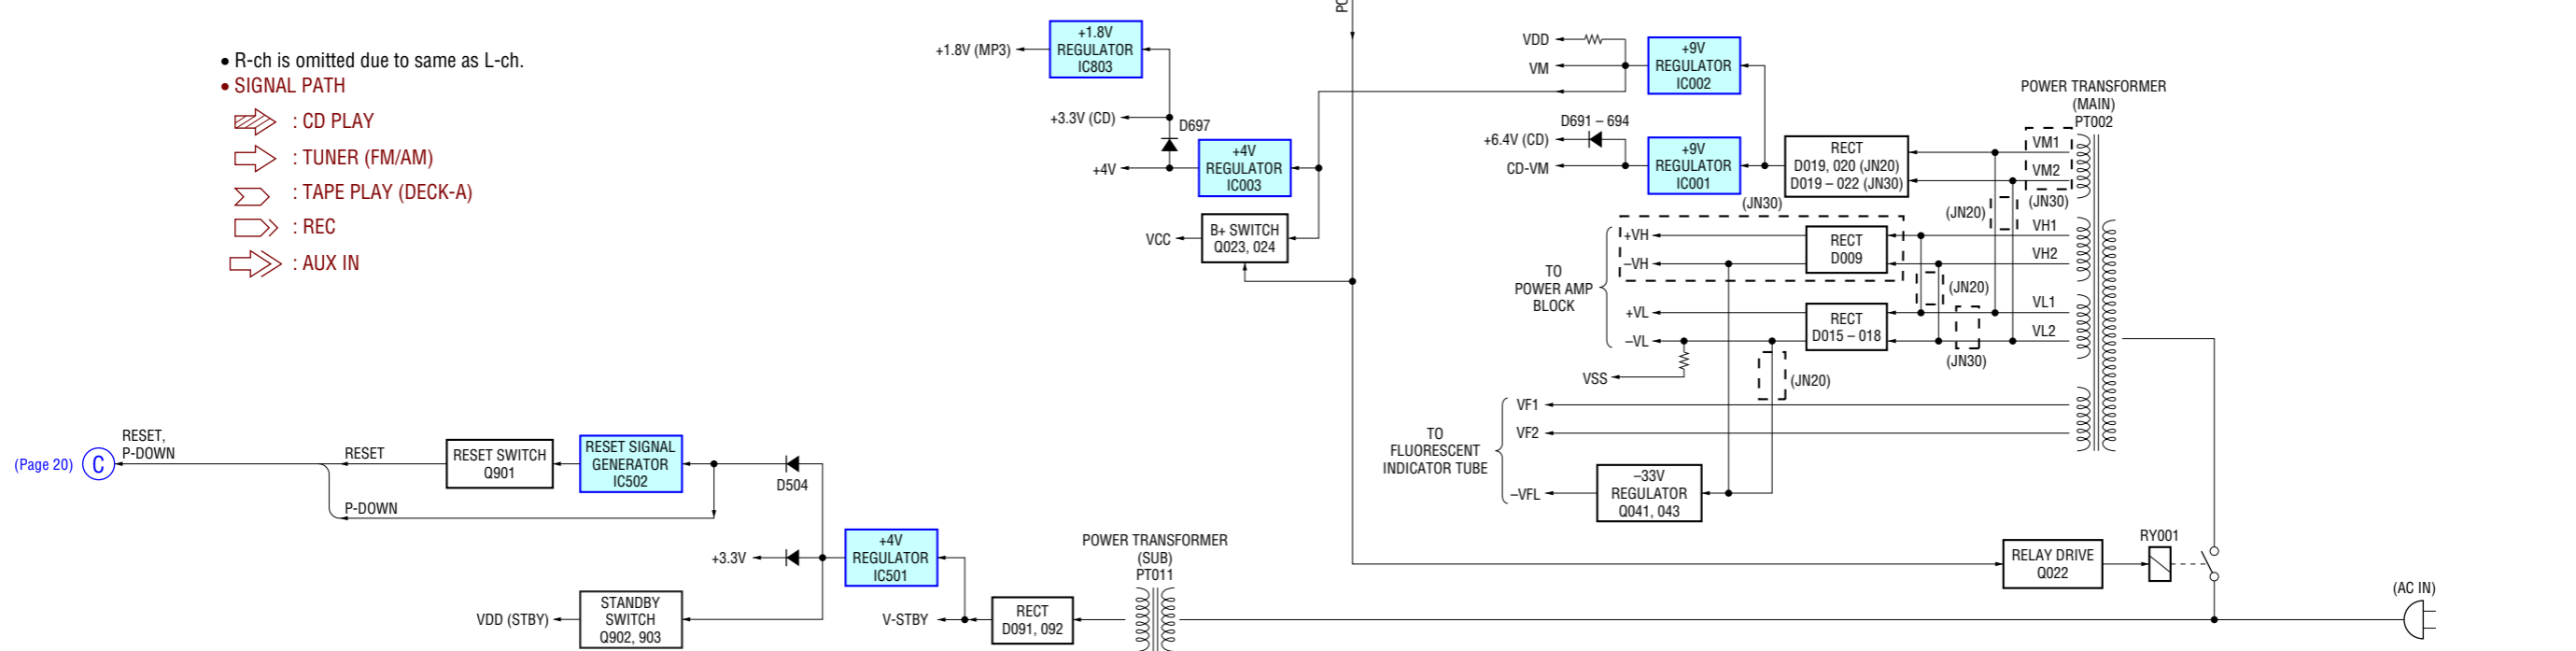 • R-ch is omitted due to same as L-ch.
• SIGNAL PATH
: CD PLAY
: TUNER (FM/AM)
: TAPE PLAY (DECK-A)
: REC
: AUX IN
+1.8V (MP3)
+1.8V
REGULATOR
IC803
+3.3V (CD)
D697
+4V
+4V
REGULATOR
IC003
VCC
B+ SWITCH
Q023, 024
VDD
VM
+9V
REGULATOR
IC002
D691 – 694
+6.4V (CD)
CD-VM
+9V
REGULATOR
IC001
RECT
D019, 020 (JN20)
D019 – 022 (JN30)
POWER TRANSFORMER
(MAIN)
PT002
VM1
VM2
(JN30)
(JN20)
(JN30)
VH1
VH2
+VH
–VH
RECT
D009
TO
POWER AMP
BLOCK
(JN20)
+VL
–VL
RECT
D015 – 018
VL1
VL2
(JN30)
VSS
(JN20)
VF1
VF2
TO
FLUORESCENT
INDICATOR TUBE
–VFL
–33V
REGULATOR
Q041, 043
(Page 20)
C
RESET,
P-DOWN
RESET
RESET SWITCH
Q901
RESET SIGNAL
GENERATOR
IC502
D504
P-DOWN
+3.3V
+4V
REGULATOR
IC501
VDD (STBY)
STANDBY
SWITCH
Q902, 903
V-STBY
RECT
D091, 092
POWER TRANSFORMER
(SUB)
PT011
RELAY DRIVE
Q022
RY001
(AC IN)